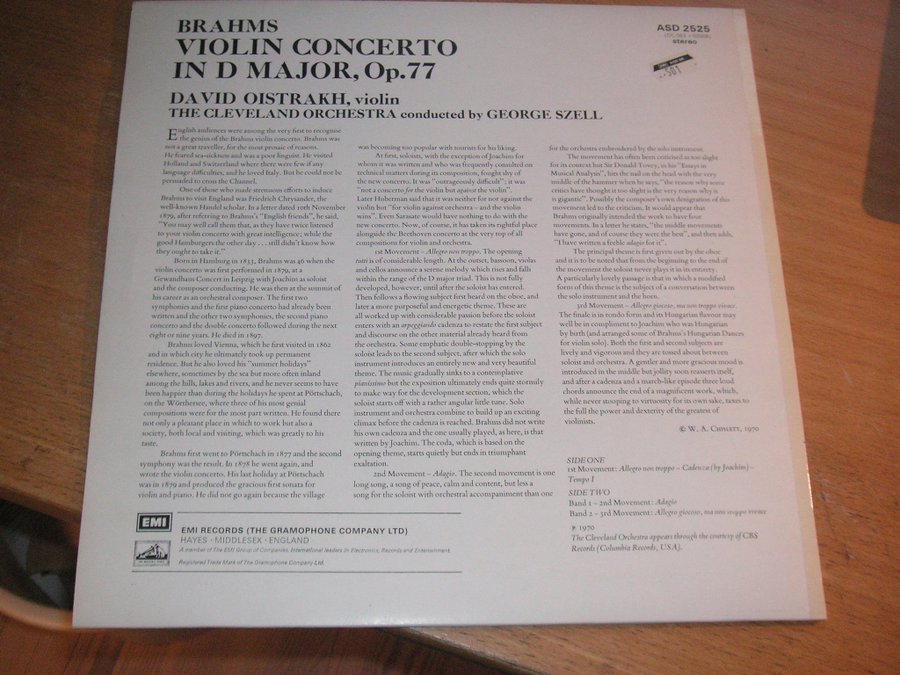 BRAHMS
VIOLIN CONCERTO
IN D MAJOR, Op.77
ASD 2525
stereo
DAVID OISTRAKH, violin
THE CLEVELAND ORCHESTRA conducted by GEORGE SZELL
English audiences were among the very first to recognise
the genius of the Brahms violin concerto. Brahms was
not a great traveller, for the most prosaic of reasons.
He feared sea-sickness and was a poor linguist. He visited
Holland and Switzerland where there were few if any
language difficulties, and he loved Italy. But he could not be
persuaded to cross the Channel.
One of those who made strenuous efforts to induce
Brahms to visit England was Friedrich Chrysander, the
well-known Handel scholar. In a letter dated 10th November
1879, after referring to Brahms's "English friends", he said,
"You may well call them that, as they have twice listened
to your violin concerto with great intelligence; while the
good Hamburgers the other day . . . still didn't know how
they ought to take it."
Born in Hamburg in 1833, Brahms was 46 when the
violin concerto was first performed in 1879, at a
Gewandhaus Concert in Leipzig with Joachim as soloist
and the composer conducting. He was then at the summit of
his career as an orchestral composer. The first two
symphonies and the first piano concerto had already been
written and the other two symphonies, the second piano
concerto and the double concerto followed during the next
eight or nine years. He died in 1897.
Brahms loved Vienna, which he first visited in 1862
and in which city he ultimately took up permanent
residence. But he also loved his "summer holidays"
elsewhere, sometimes by the sea but more often inland
among the hills, lakes and rivers, and he never seems to have
been happier than during the holidays he spent at Pörtschach,
on the Wörthersee, where three of his most genial
compositions were for the most part written. He found there
not only a pleasant place in which to work but also a
society, both local and visiting, which was greatly to his
taste.
Brahms first went to Pörtschach in 1877 and the second
symphony was the result. In 1878 he went again, and
wrote the violin concerto. His last holiday at Pörtschach
was in 1879 and produced the gracious first sonata for
violin and piano. He did not go again because the village
was becoming too popular with tourists for his liking.
At first, soloists, with the exception of Joachim for
whom it was written and who was frequently consulted on
technical matters during its composition, fought shy of
the new concerto. It was "outrageously difficult"; it was
"not a concerto for the violin but against the violin".
Later Huberman said that it was neither for nor against the
violin but "for violin against orchestra – and the violin
wins". Even Sarasate would have nothing to do with the
new concerto. Now, of course, it has taken its rightful place
alongside the Beethoven concerto at the very top of all
compositions for violin and orchestra.
1st Movement – Allegro non troppo. The opening
tutti is of considerable length. At the outset, bassoon, violas
and cellos announce a serene melody which rises and falls
within the range of the D major triad. This is not fully
developed, however, until after the soloist has entered.
Then follows a flowing subject first heard on the oboe, and
later a more purposeful and energetic theme. These are
all worked up with considerable passion before the soloist
enters with an arpeggiando cadenza to restate the first subject
and discourse on the other material already heard from
the orchestra. Some emphatic double-stopping by the
soloist leads to the second subject, after which the solo
instrument introduces an entirely new and very beautiful
theme. The music gradually sinks to a contemplative
pianissimo but the exposition ultimately ends quite stormily
to make way for the development section, which the
soloist starts off with a rather angular little tune. Solo
instrument and orchestra combine to build up an exciting
climax before the cadenza is reached. Brahms did not write
his own cadenza and the one usually played, as here, is that
written by Joachim. The coda, which is based on the
opening theme, starts quietly but ends in triumphant
exaltation.
2nd Movement – Adagio. The second movement is one
long song, a song of peace, calm and content, but less a
song for the soloist with orchestral accompaniment than one
for the orchestra embroidered by the solo instrument.
The movement has often been criticised as too slight
for its context but Sir Donald Tovey, in his "Essays in
Musical Analysis", hits the nail on the head with the very
middle of the hammer when he says, "the reason why some
critics have thought it too slight is the very reason why it
is gigantic". Possibly the composer's own denigration of this
movement led to the criticism. It would appear that
Brahms originally intended the work to have four
movements. In a letter he states, "the middle movements
have gone, and of course they were the best", and then adds,
"I have written a feeble adagio for it".
The principal theme is first given out by the oboe
and it is to be noted that from the beginning to the end of
the movement the soloist never plays it in its entirety.
A particularly lovely passage is that in which a modified
form of this theme is the subject of a conversation between
the solo instrument and the horn.
3rd Movement – Allegro giocoso, ma non troppo vivace.
The finale is in rondo form and its Hungarian flavour may
well be in compliment to Joachim who was Hungarian
by birth (and arranged some of Brahms's Hungarian Dances
for violin solo). Both the first and second subjects are
lively and vigorous and they are tossed about between
soloist and orchestra. A gentler and more gracious mood is
introduced in the middle but jollity soon reasserts itself,
and after a cadenza and a march-like episode three loud
chords announce the end of a magnificent work, which,
while never stooping to virtuosity for its own sake, taxes to
the full the power and dexterity of the greatest of
violinists.
© W. A. Chislett, 1970
SIDE ONE
1st Movement: Allegro non troppo – Cadenza (by Joachim) –
Tempo I
SIDE TWO
Band 1 – 2nd Movement: Adagio
Band 2 – 3rd Movement: Allegro giocoso, ma non troppo vivace
℗ 1970
The Cleveland Orchestra appears through the courtesy of CBS
Records (Columbia Records, USA).
EMI
EMI RECORDS (THE GRAMOPHONE COMPANY LTD)
HAYES · MIDDLESEX · ENGLAND
A member of The EMI Group of Companies. International leaders in Electronics, Records and Entertainment.
Registered Trade Mark of The Gramophone Company Ltd.